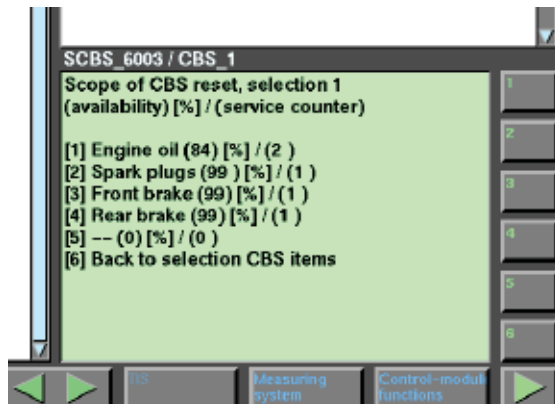 SCBS_6003 / CBS_1
Scope of CBS reset, selection 1
(availability) [%] / (service counter)
[1] Engine oil (84) [%] / (2 )
[2] Spark plugs (99 ) [%] / (1 )
[3] Front brake (99) [%] / (1 )
[4] Rear brake (99) [%] / (1 )
[5] -- (0) [%] / (0 )
[6] Back to selection CBS items
1
2
3
4
5
6
TIS
Measuring
system
Control-modul
functions